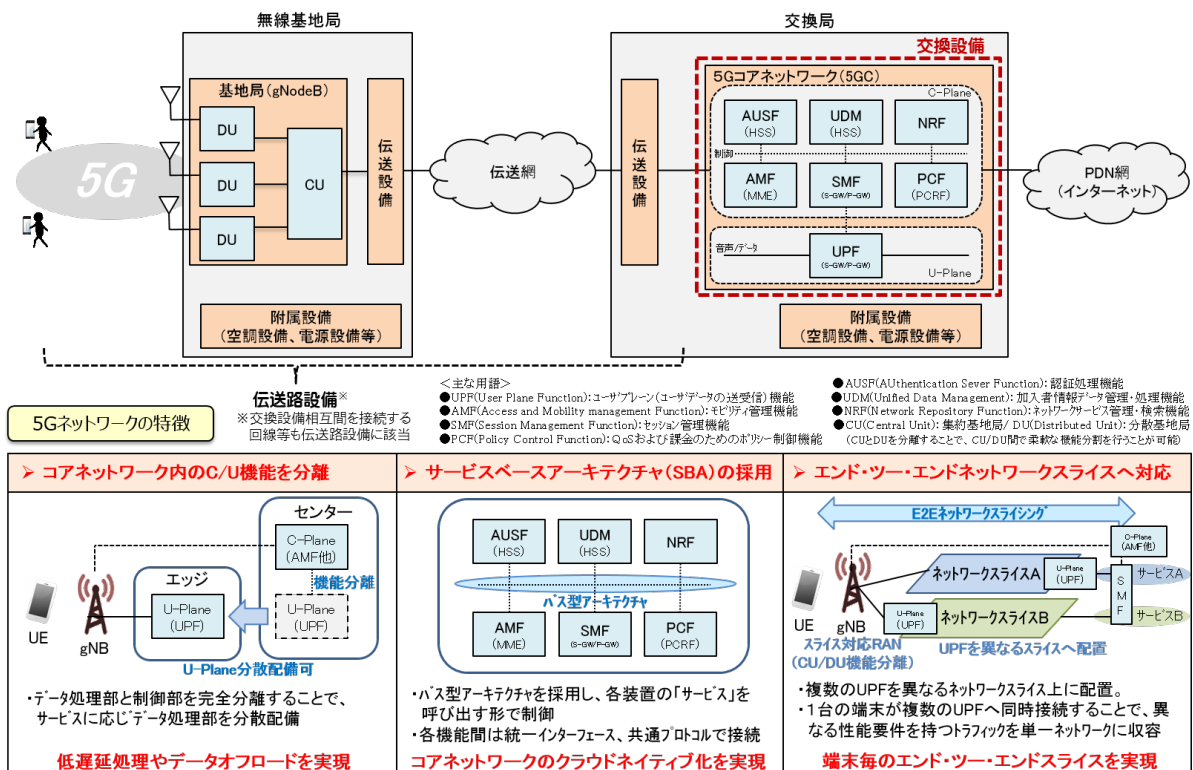 無線基地局
交換局
交換設備
基地局(gNodeB)
DU
DU
DU
CU
伝送設備
5G
伝送網
伝送設備
5Gコアネットワーク(5GC)
C-Plane
AUSF
(HSS)
UDM
(HSS)
NRF
制御
AMF
(MME)
SMF
(S-GW/P-GW)
PCF
(PCRF)
音声/データ
UPF
(S-GW/P-GW)
U-Plane
PDN網
(インターネット)
附属設備
(空調設備、電源設備等)
附属設備
(空調設備、電源設備等)
伝送路設備※
※交換設備相互間を接続する
回線等も伝送路設備に該当
<主な用語>
●UPF(User Plane Function):ユーザプレーン(ユーザデータの送受信)機能
●AMF(Access and Mobility management Function):モビリティ管理機能
●SMF(Session Management Function):セッション管理機能
●PCF(Policy Control Function):QoSおよび課金のためのポリシー制御機能
●AUSF(AUthentication Sever Function):認証処理機能
●UDM(Unified Data Management):加入者情報データ管理・処理機能
●NRF(Network Repository Function):ネットワークサービス管理・検索機能
●CU(Central Unit):集約基地局/DU(Distributed Unit):分散基地局
(CUとDUを分離することで、CU/DU間で柔軟な機能分割を行うことが可能)
5Gネットワークの特徴
➢ コアネットワーク内のC/U機能を分離
センター
C-Plane
(AMF他)
機能分離
エッジ
U-Plane
(UPF)
U-Plane
(UPF)
UE
gNB
U-Plane分散配備可
・データ処理部と制御部を完全分離することで、
サービスに応じデータ処理部を分散配備
低遅延処理やデータオフロードを実現
➢ サービスベースアーキテクチャ(SBA)の採用
AUSF
(HSS)
UDM
(HSS)
NRF
バス型アーキテクチャ
AMF
(MME)
SMF
(S-GW/P-GW)
PCF
(PCRF)
・バス型アーキテクチャを採用し、各装置の「サービス」を
呼び出す形で制御
・各機能間は統一インターフェース、共通プロトコルで接続
コアネットワークのクラウドネイティブ化を実現
➢ エンド・ツー・エンドネットワークスライスへ対応
E2Eネットワークスライシング
C-Plane
(AMF他)
ネットワークスライスA
U-Plane
(UPF)
サービスA
SMF
U-Plane
(UPF)
ネットワークスライスB
サービスB
UE
gNB
スライス対応RAN
(CU/DU機能分離)
UPFを異なるスライスへ配置
・複数のUPFを異なるネットワークスライス上に配置。
・1台の端末が複数のUPFへ同時接続することで、異
なる性能要件を持つトラフィックを単一ネットワークに収容
端末毎のエンド・ツー・エンドスライスを実現